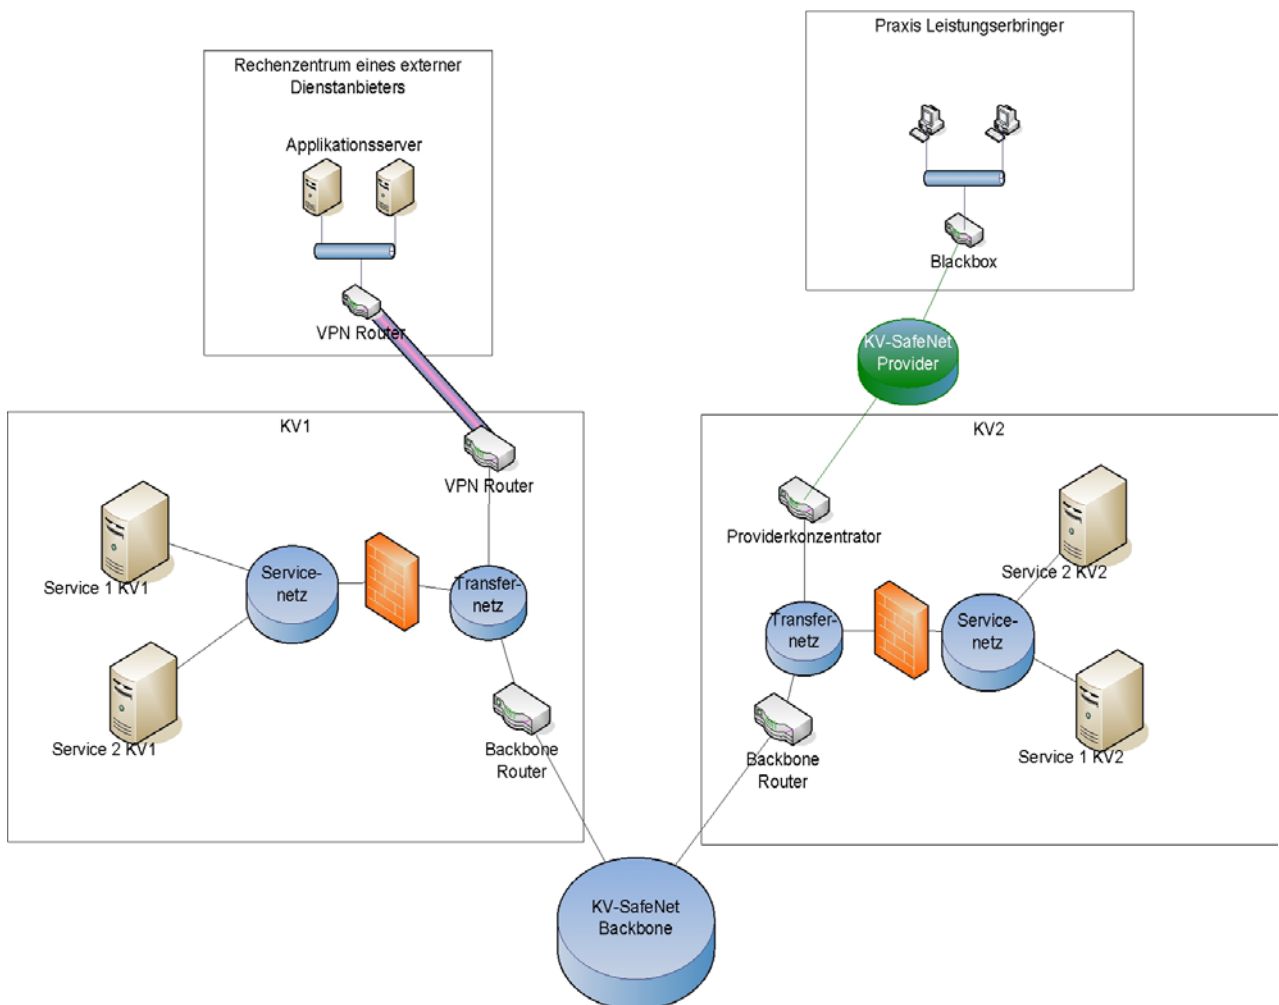 Praxis Leistungserbringer
Rechenzentrum eines externer
Dienstanbieters
Applikationsserver
VPN Router
Blackbox
KV-SafeNet
Provider
KV1
VPN Router
Service 1 KV1
Service-
netz
Transfer-
netz
Service 2 KV1
Backbone
Router
KV2
Providerkonzentrator
Service 2 KV2
Transfer-
netz
Service-
netz
Backbone
Router
Service 1 KV2
KV-SafeNet
Backbone